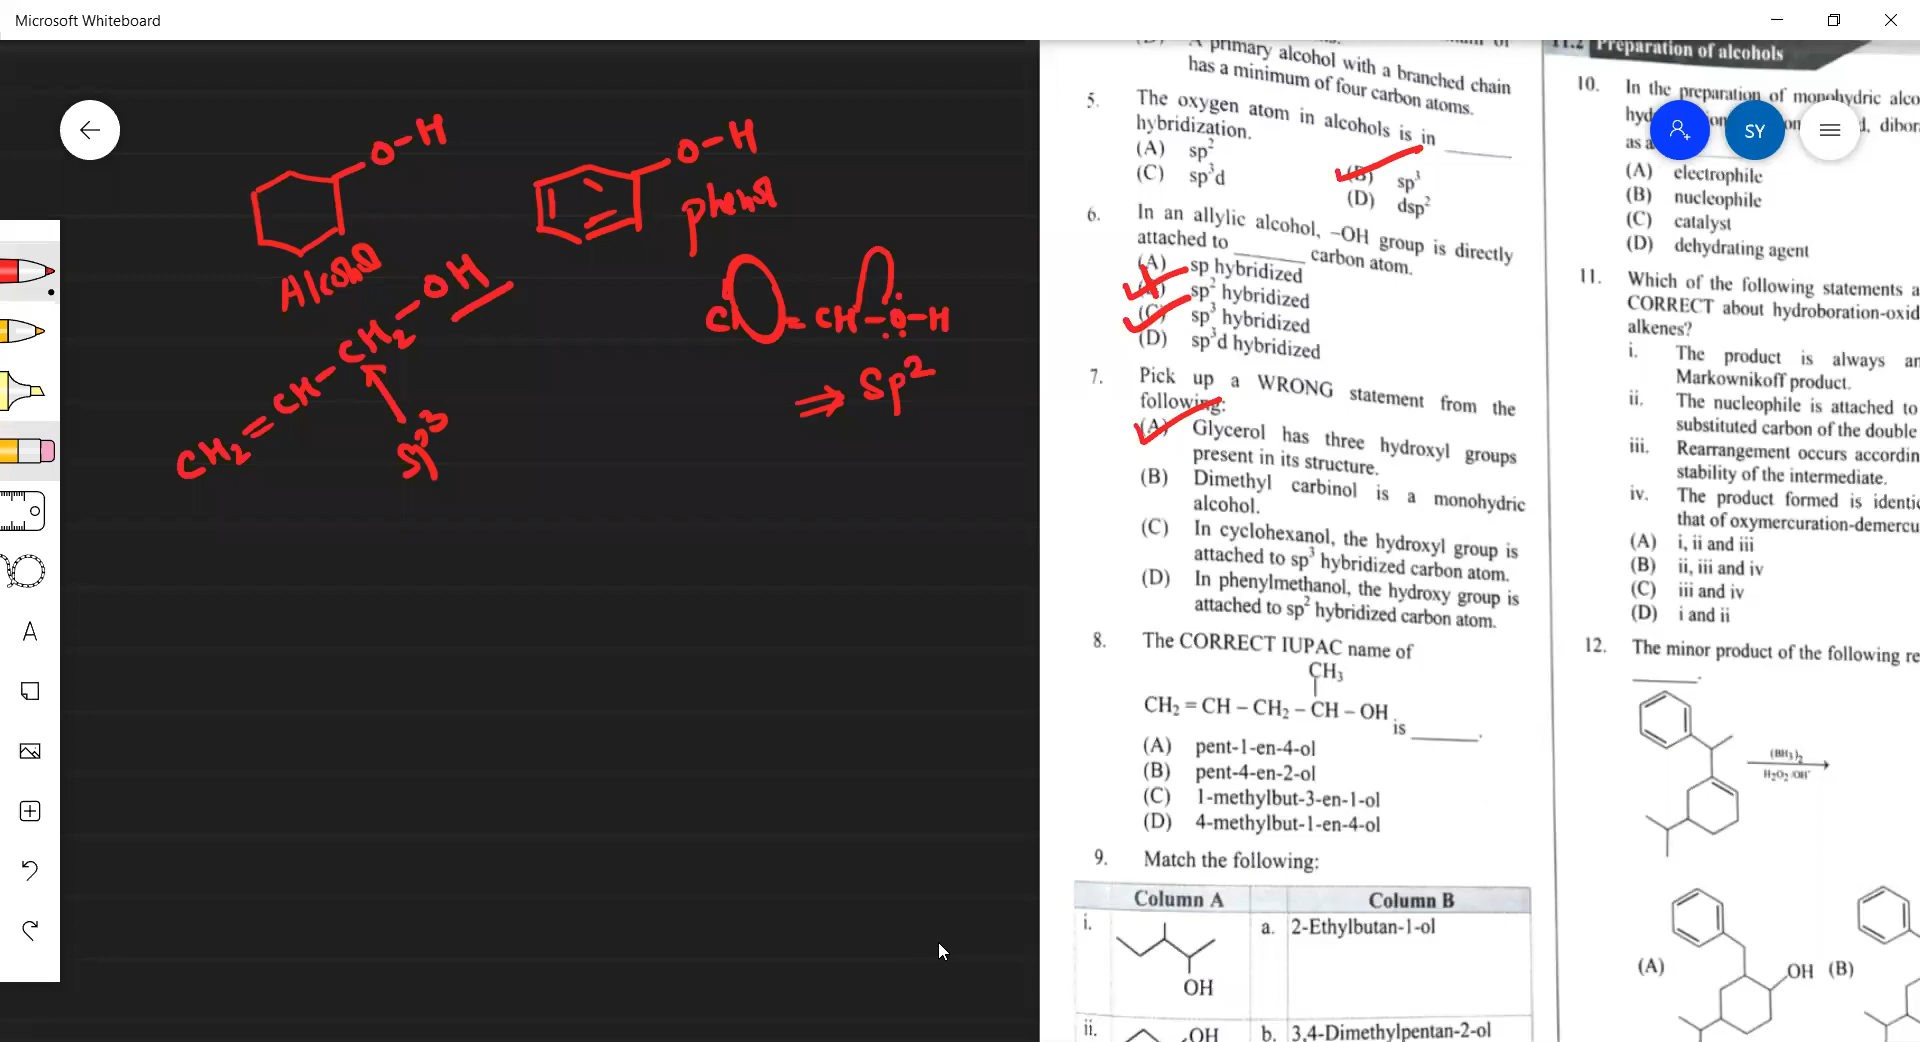 Microsoft Whiteboard
SY
O-H
Alcohol
O-H
phenol
CH₂=CH-CH₂-OH
Sp³
CH-O-H
⇒ Sp²
A primary alcohol with a branched chain
has a minimum of four carbon atoms.
5. The oxygen atom in alcohols is in ______
hybridization.
(A) sp²
(B) sp³
(C) sp³d
(D) dsp²
6. In an allylic alcohol, –OH group is directly
attached to ______ carbon atom.
(A) sp hybridized
sp² hybridized
(C) sp³ hybridized
(D) sp³d hybridized
7. Pick up a WRONG statement from the
following:
(A) Glycerol has three hydroxyl groups
present in its structure.
(B) Dimethyl carbinol is a monohydric
alcohol.
(C) In cyclohexanol, the hydroxyl group is
attached to sp³ hybridized carbon atom.
(D) In phenylmethanol, the hydroxy group is
attached to sp² hybridized carbon atom.
8. The CORRECT IUPAC name of
CH₃
CH₂ = CH – CH₂ – CH – OH is ______.
(A) pent-1-en-4-ol
(B) pent-4-en-2-ol
(C) 1-methylbut-3-en-1-ol
(D) 4-methylbut-1-en-4-ol
9. Match the following:
Column A Column B
i. OH a. 2-Ethylbutan-1-ol
ii. OH b. 3,4-Dimethylpentan-2-ol
11.2 Preparation of alcohols
10. In the preparation of monohydric alco
hyd d, dibor
as a
(A) electrophile
(B) nucleophile
(C) catalyst
(D) dehydrating agent
11. Which of the following statements a
CORRECT about hydroboration-oxid
alkenes?
i. The product is always an
Markownikoff product.
ii. The nucleophile is attached to
substituted carbon of the double
iii. Rearrangement occurs accordin
stability of the intermediate.
iv. The product formed is identic
that of oxymercuration-demercu
(A) i, ii and iii
(B) ii, iii and iv
(C) iii and iv
(D) i and ii
12. The minor product of the following re
______.
(BH₃)₂
H₂O₂/OH⁻
(A) OH (B)